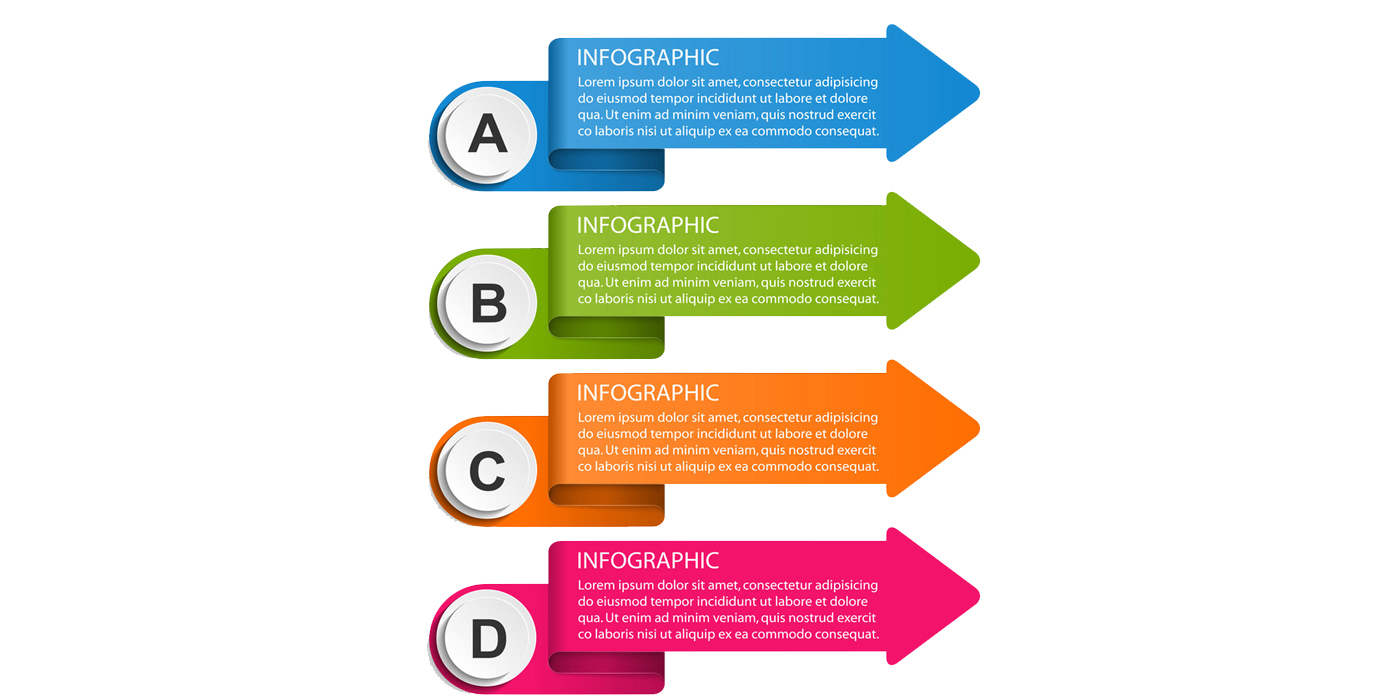 INFOGRAPHIC
Lorem ipsum dolor sit amet, consectetur adipisicing
do eiusmod tempor incididunt ut labore et dolore
qua. Ut enim ad minim veniam, quis nostrud exercit
co laboris nisi ut aliquip ex ea commodo consequat.
A
INFOGRAPHIC
Lorem ipsum dolor sit amet, consectetur adipisicing
do eiusmod tempor incididunt ut labore et dolore
qua. Ut enim ad minim veniam, quis nostrud exercit
co laboris nisi ut aliquip ex ea commodo consequat.
B
INFOGRAPHIC
Lorem ipsum dolor sit amet, consectetur adipisicing
do eiusmod tempor incididunt ut labore et dolore
qua. Ut enim ad minim veniam, quis nostrud exercit
co laboris nisi ut aliquip ex ea commodo consequat.
C
INFOGRAPHIC
Lorem ipsum dolor sit amet, consectetur adipisicing
do eiusmod tempor incididunt ut labore et dolore
qua. Ut enim ad minim veniam, quis nostrud exercit
co laboris nisi ut aliquip ex ea commodo consequat.
D